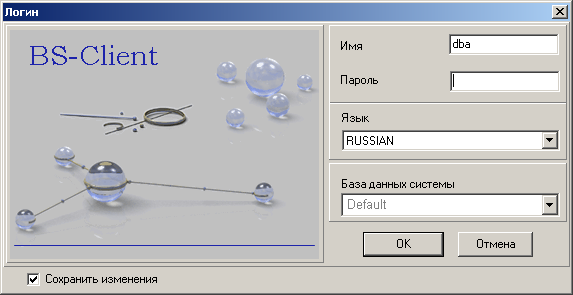 Логин
BS-Client
Имя
dba
Пароль
Язык
RUSSIAN
База данных системы
Default
OK
Отмена
Сохранить изменения